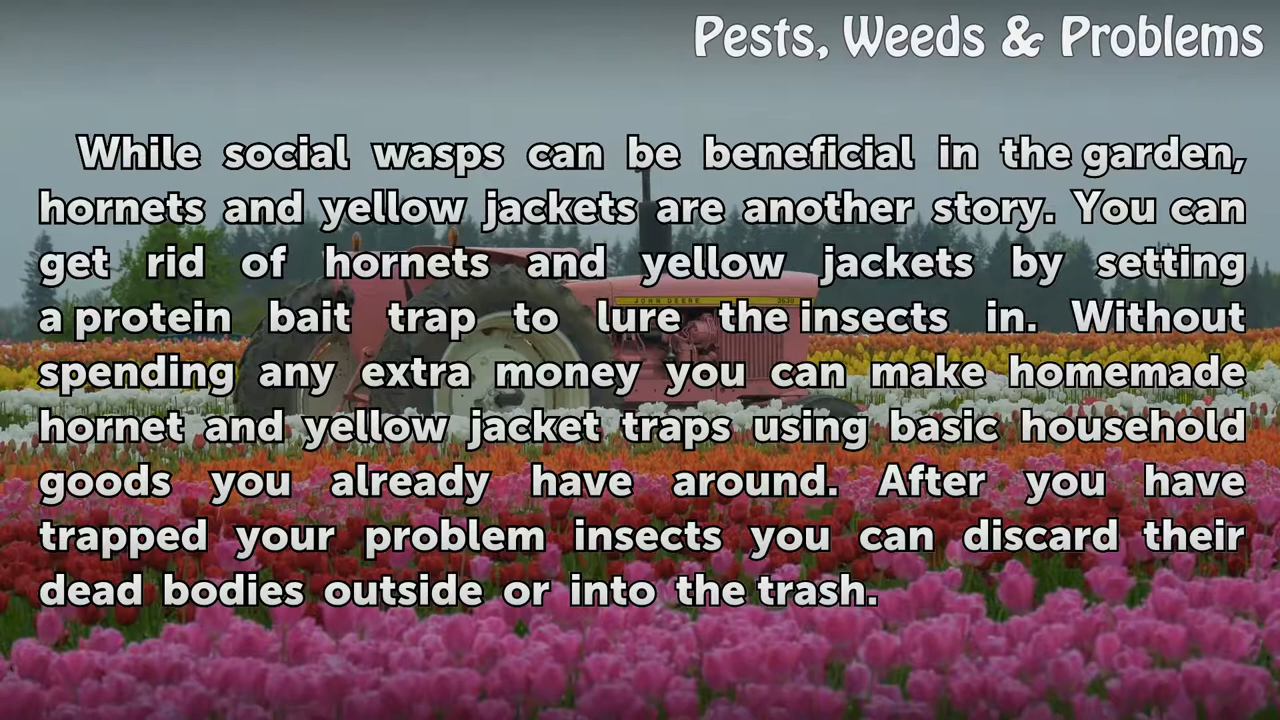 Pests, Weeds & Problems
While social wasps can be beneficial in the garden,
hornets and yellow jackets are another story. You can
get rid of hornets and yellow jackets by setting
a protein bait trap to lure the insects in. Without
spending any extra money you can make homemade
hornet and yellow jacket traps using basic household
goods you already have around. After you have
trapped your problem insects you can discard their
dead bodies outside or into the trash.
JOHN DEERE 2630